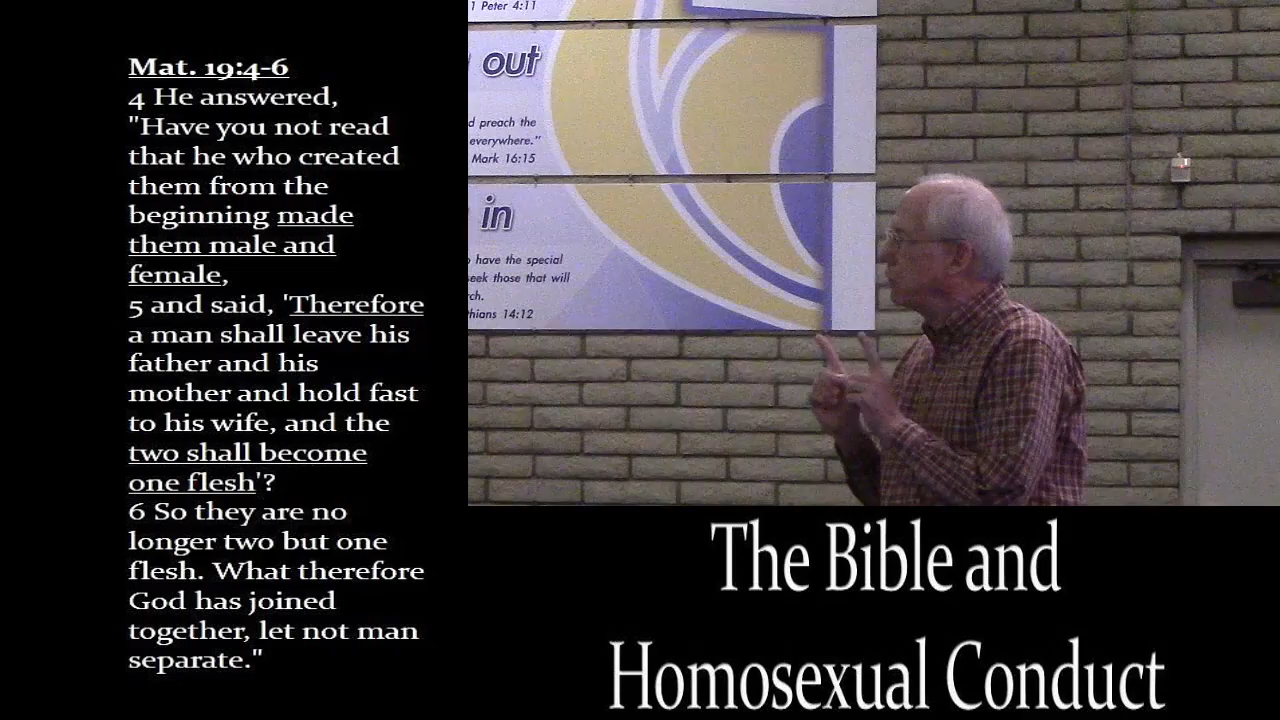 Mat. 19:4-6
4 He answered,
"Have you not read
that he who created
them from the
beginning made
them male and
female,
5 and said, 'Therefore
a man shall leave his
father and his
mother and hold fast
to his wife, and the
two shall become
one flesh'?
6 So they are no
longer two but one
flesh. What therefore
God has joined
together, let not man
separate."
1 Peter 4:11
out
d preach the
everywhere."
Mark 16:15
in
have the special
seek those that will
rch.
thians 14:12
The Bible and
Homosexual Conduct